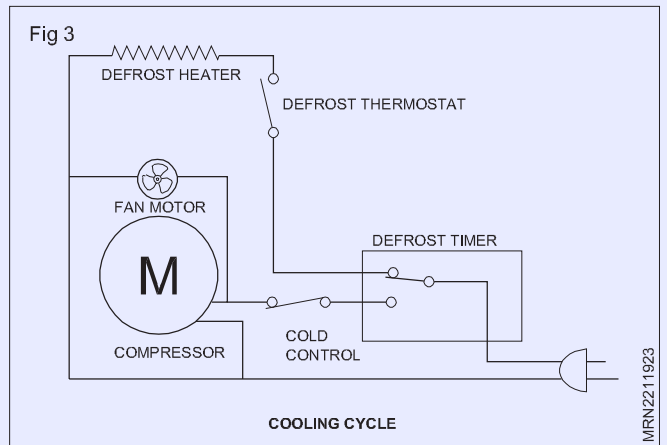 Fig 3
DEFROST HEATER
DEFROST THERMOSTAT
FAN MOTOR
DEFROST TIMER
M
COLD
CONTROL
COMPRESSOR
COOLING CYCLE
MRN2211923